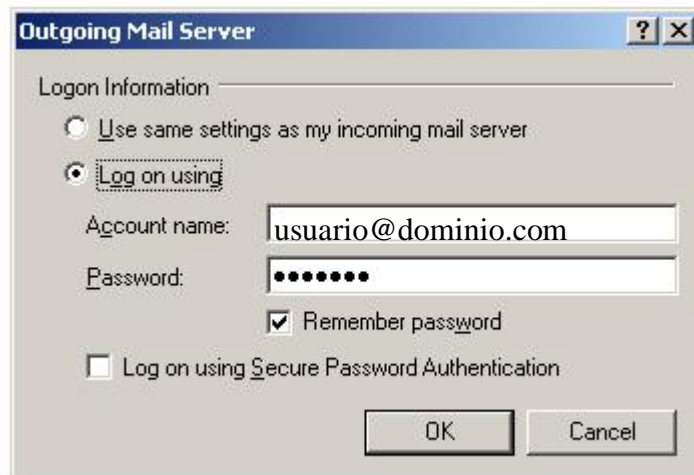 Outgoing Mail Server
Logon Information
Use same settings as my incoming mail server
Log on using
Account name: usuario@dominio.com
Password: •••••••
Remember password
Log on using Secure Password Authentication
OK Cancel